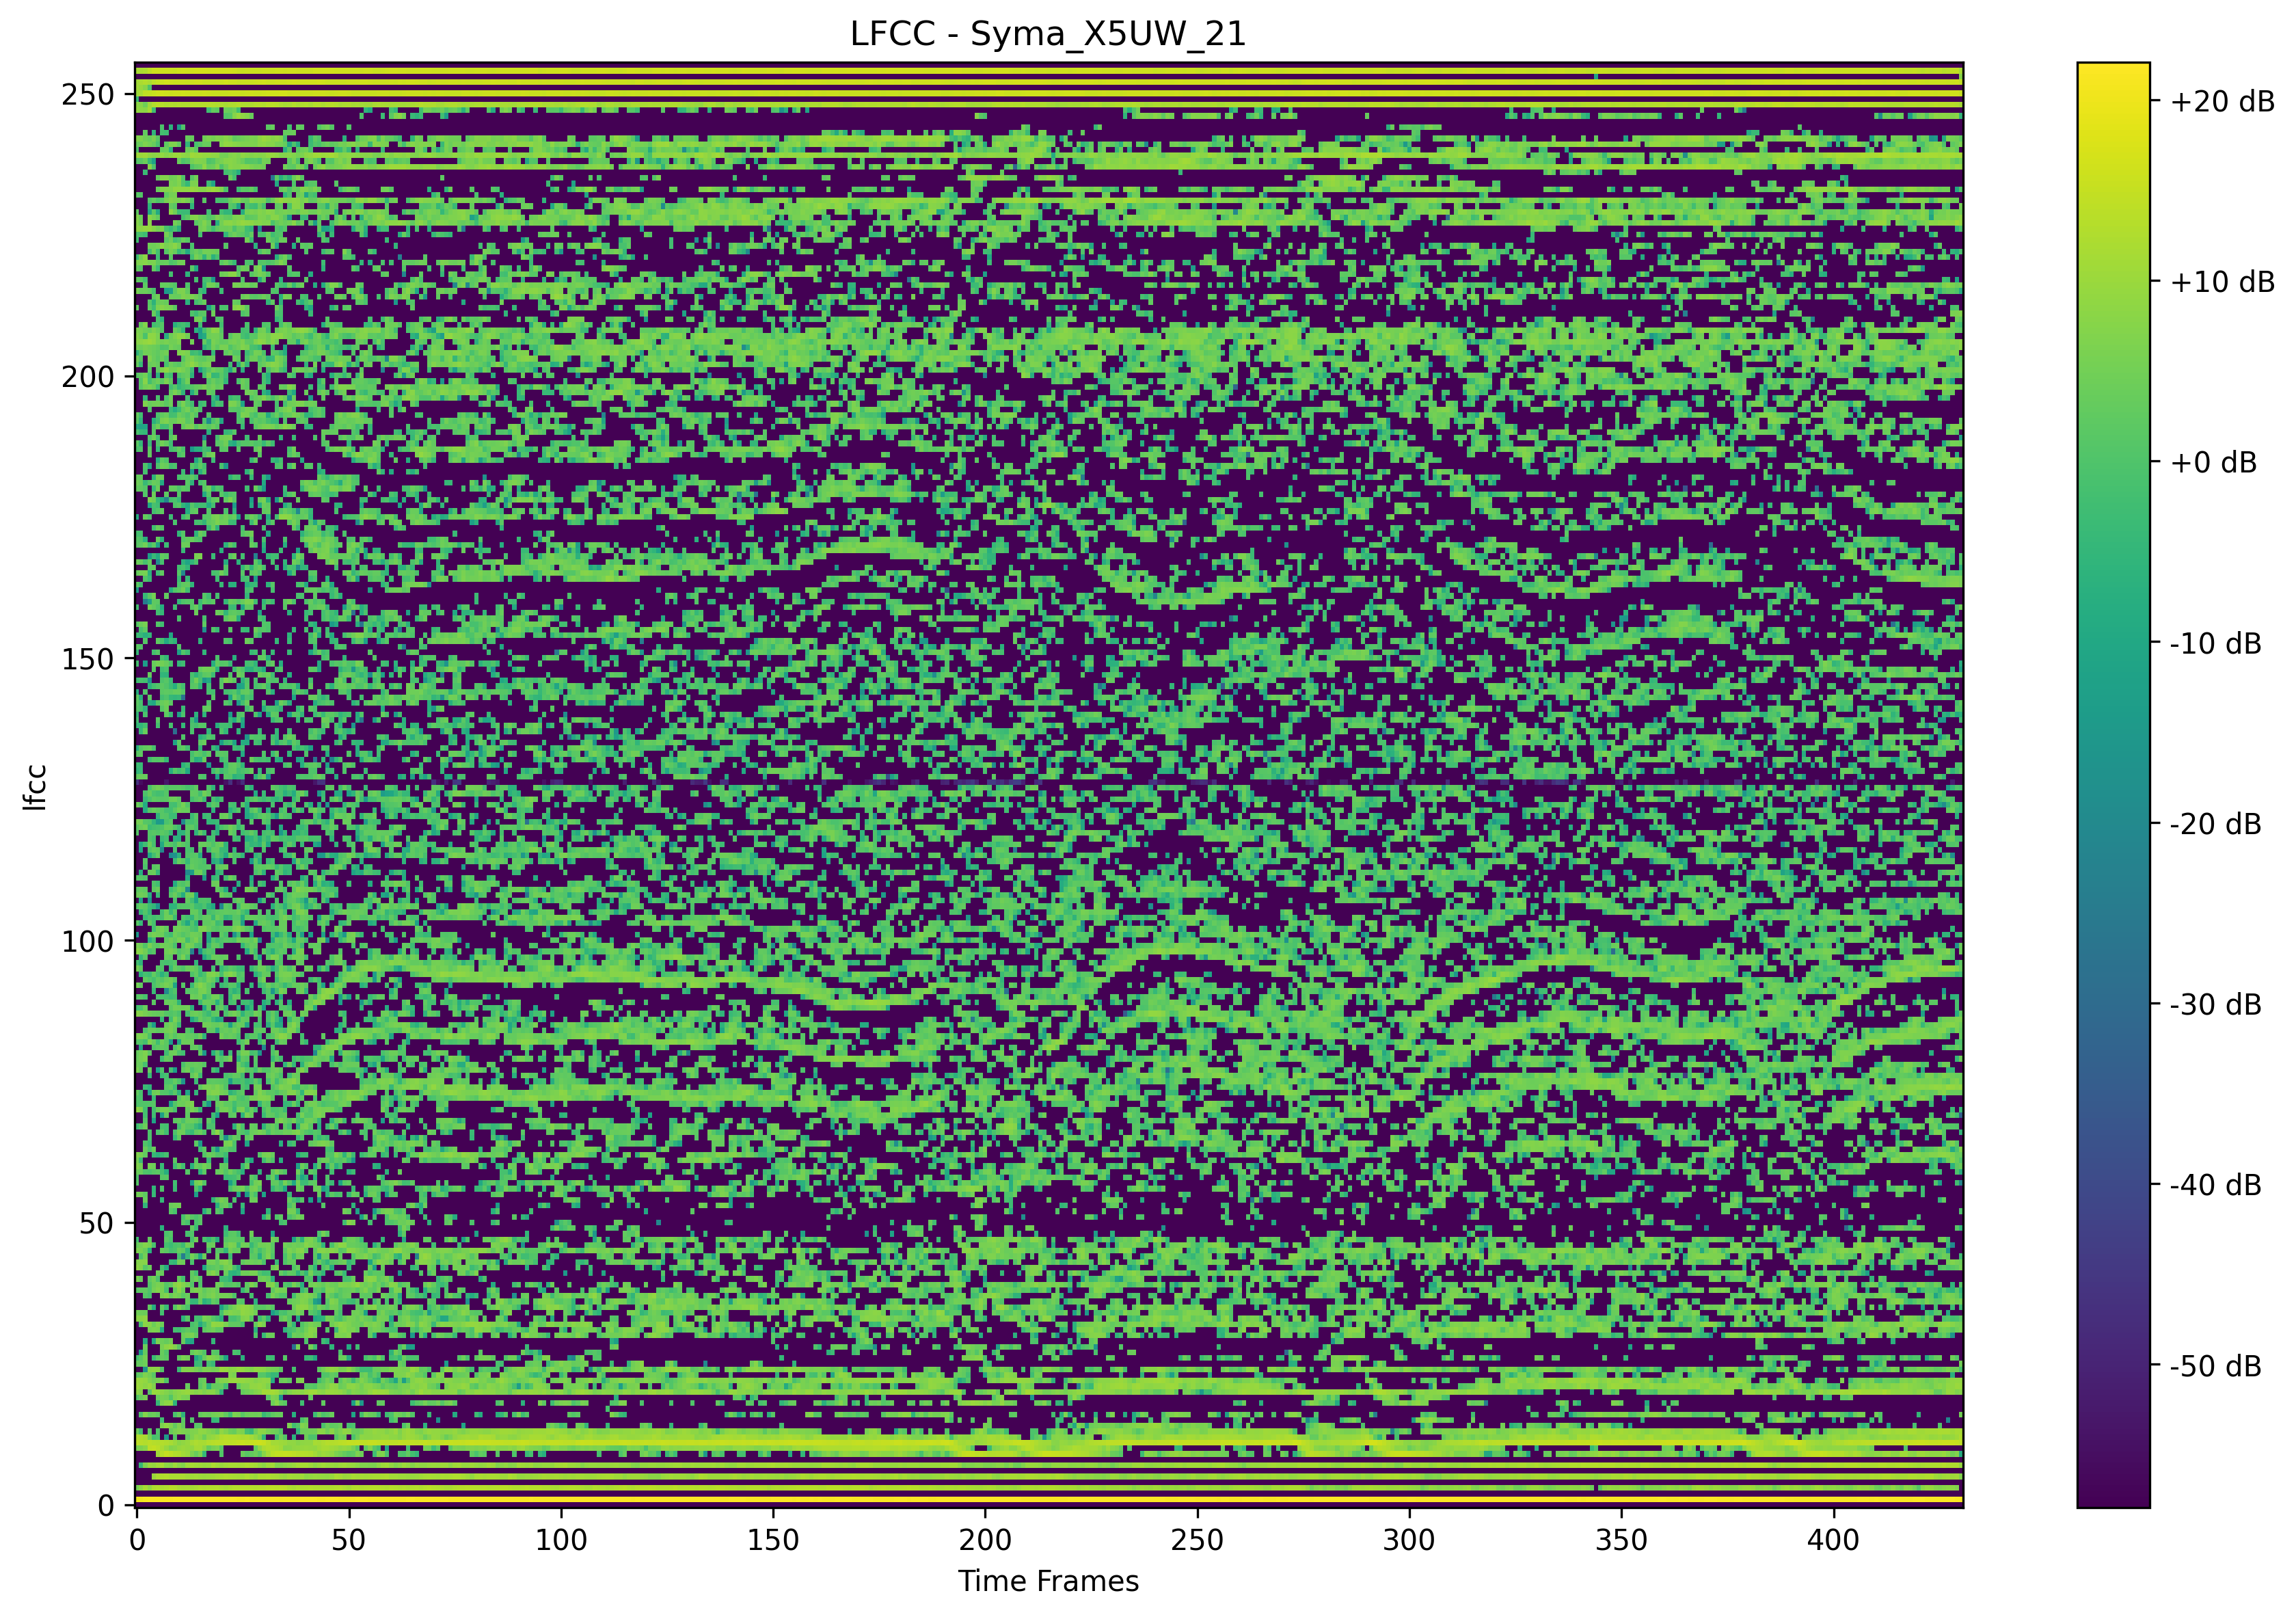 LFCC - Syma_X5UW_21
250
200
150
100
50
0
lfcc
0 50 100 150 200 250 300 350 400
Time Frames
+20 dB
+10 dB
+0 dB
-10 dB
-20 dB
-30 dB
-40 dB
-50 dB